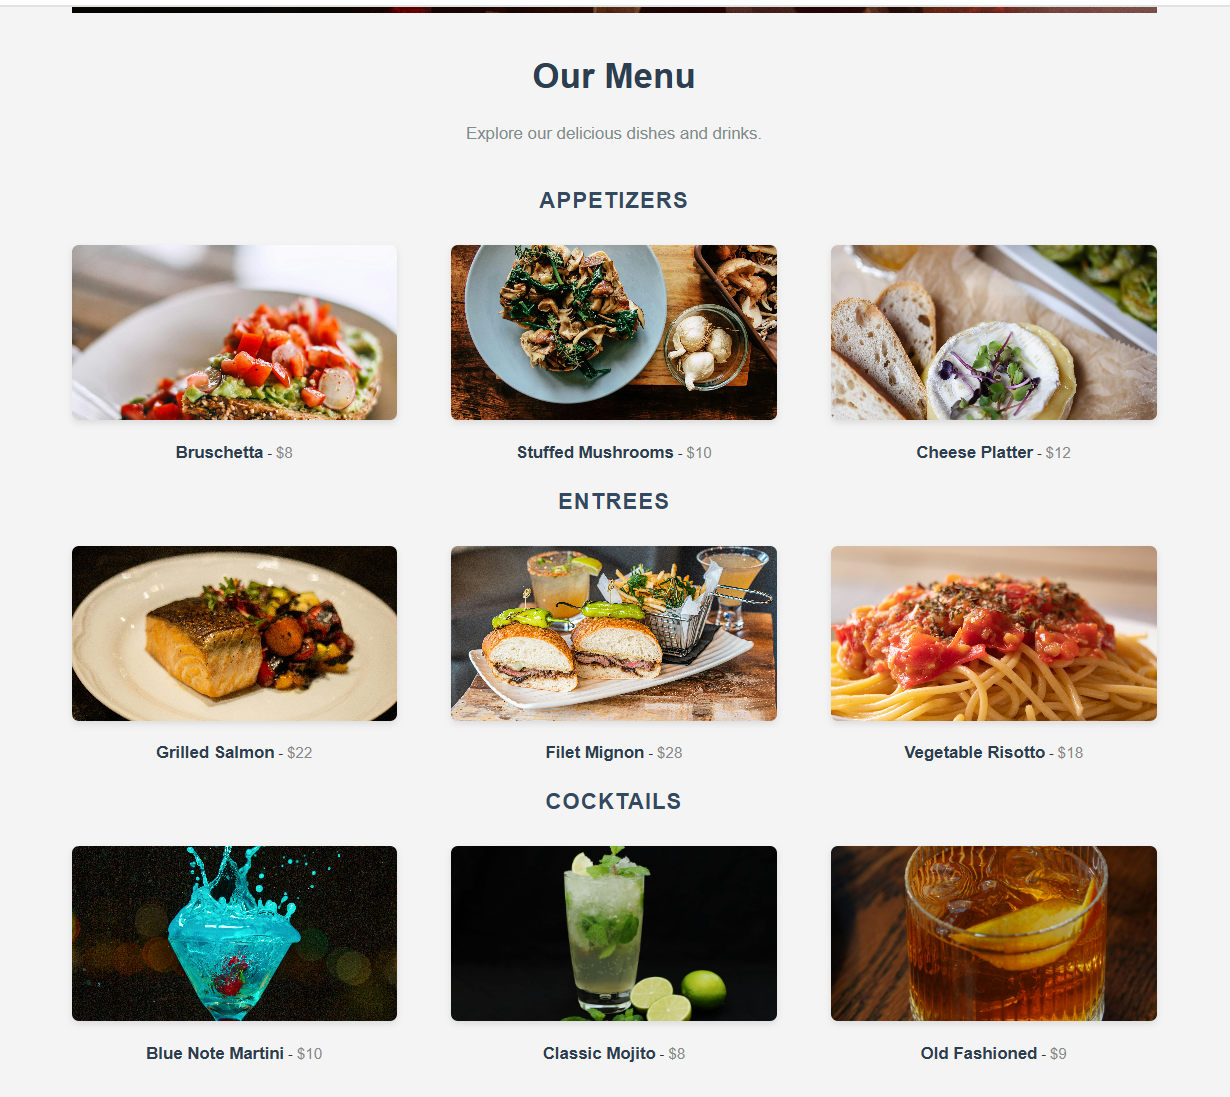 Our Menu
Explore our delicious dishes and drinks.
APPETIZERS
Bruschetta - $8
Stuffed Mushrooms - $10
Cheese Platter - $12
ENTREES
Grilled Salmon - $22
Filet Mignon - $28
Vegetable Risotto - $18
COCKTAILS
Blue Note Martini - $10
Classic Mojito - $8
Old Fashioned - $9